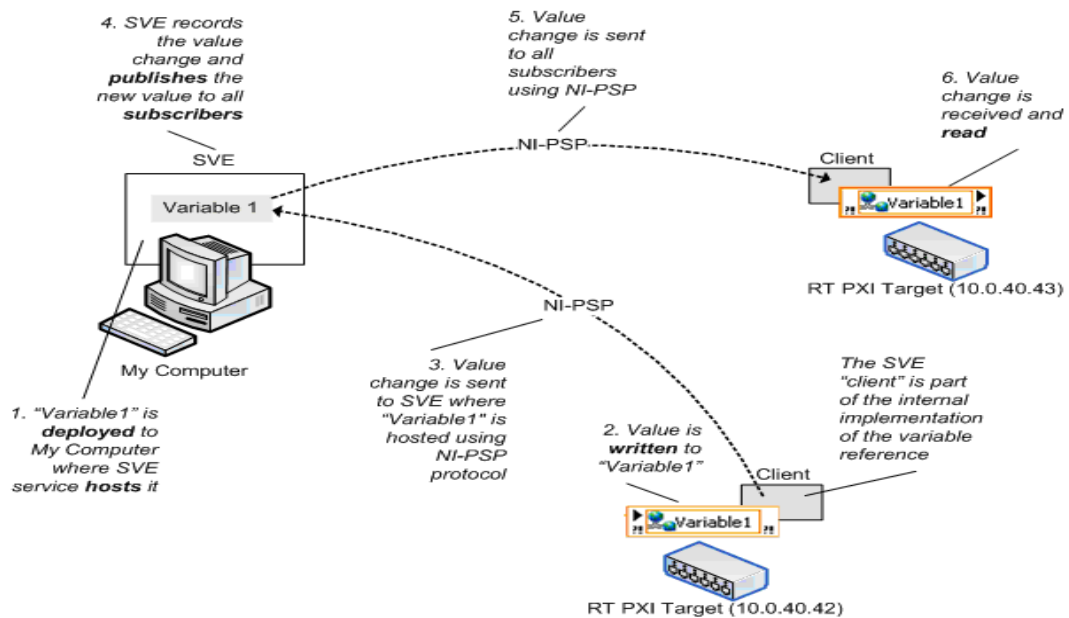 4. SVE records
the value
change and
publishes the
new value to all
subscribers
SVE
Variable 1
My Computer
1. “Variable1” is
deployed to
My Computer
where SVE
service hosts it
5. Value
change is sent
to all
subscribers
using NI-PSP
NI-PSP
6. Value
change is
received and
read
Client
?! Variable1 ?!
RT PXI Target (10.0.40.43)
NI-PSP
3. Value
change is sent
to SVE where
“Variable1" is
hosted using
NI-PSP
protocol
2. Value is
written to
“Variable1”
The SVE
“client” is part
of the internal
implementation
of the variable
reference
Client
?! Variable1 ?!
RT PXI Target (10.0.40.42)